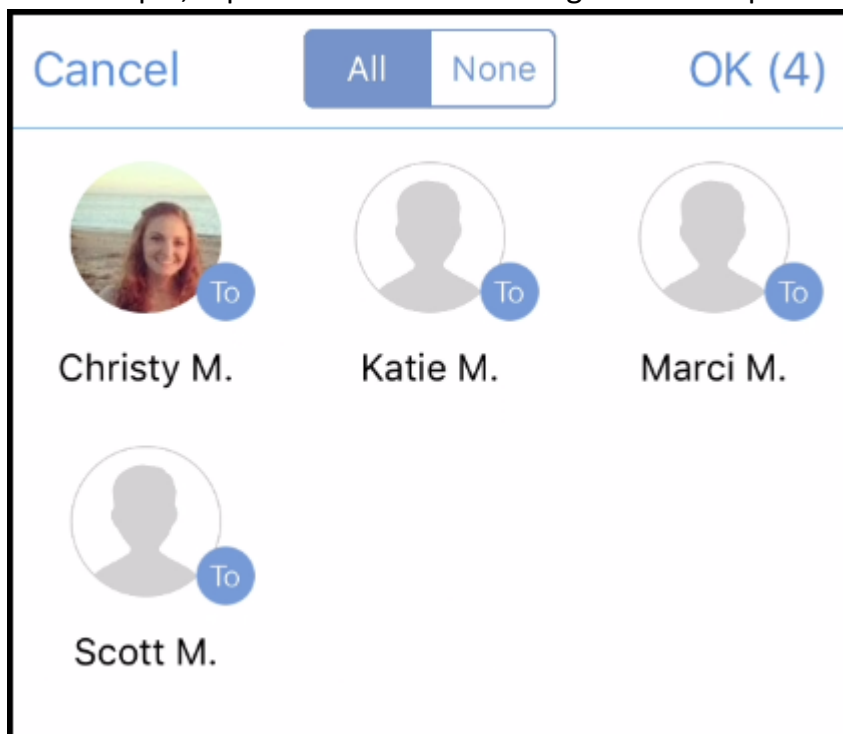 Cancel All None OK (4)
To To To
Christy M. Katie M. Marci M.
To
Scott M.